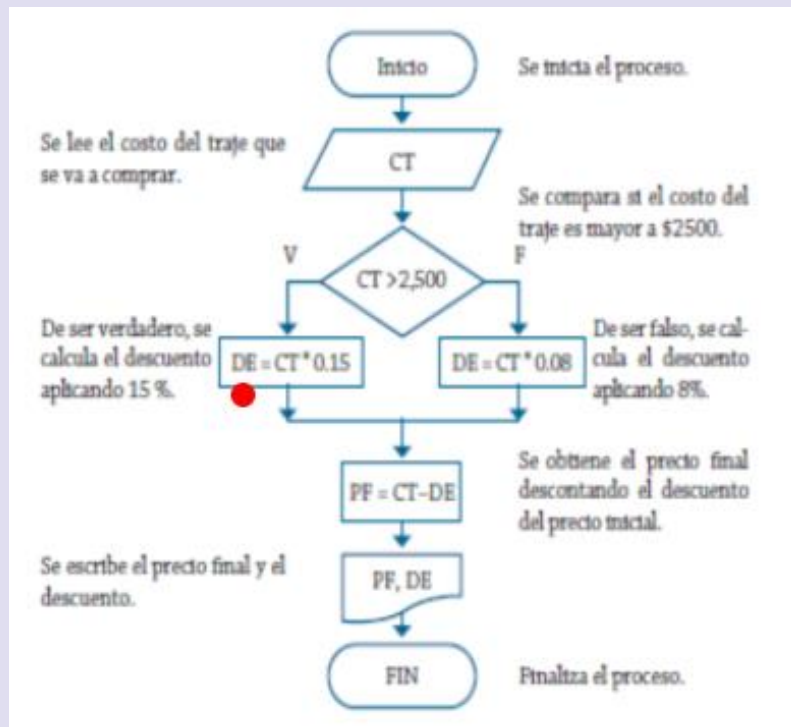 Inicio
Se inicia el proceso.
Se lee el costo del traje que
se va a comprar.
CT
Se compara si el costo del
traje es mayor a $2500.
V
F
CT >2,500
De ser verdadero, se
calcula el descuento
aplicando 15 %.
DE = CT * 0.15
DE = CT * 0.08
De ser falso, se cal-
cula el descuento
aplicando 8%.
PF = CT–DE
Se obtiene el precio final
descontando el descuento
del precio inicial.
Se escribe el precio final y el
descuento.
PF, DE
FIN
Finaliza el proceso.